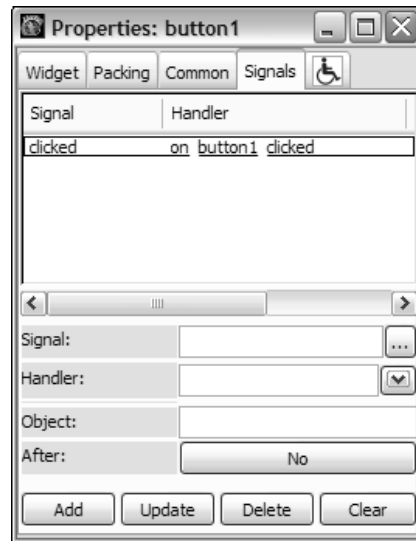 Properties: button1
Widget Packing Common Signals
Signal Handler
clicked on_button1_clicked
Signal:
...
Handler:
Object:
After: No
Add Update Delete Clear